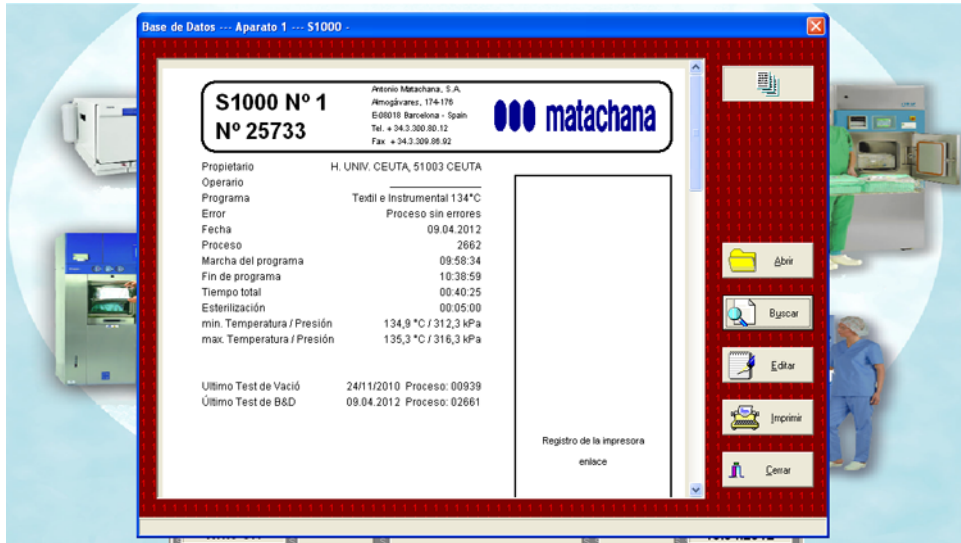 Base de Datos --- Aparato 1 --- S1000 -
S1000 Nº 1
Nº 25733
Antonio Matachana, S.A.
Almogávares, 174-176
E-08018 Barcelona - Spain
Tel. + 34.3.300.80.12
Fax + 34.3.309.86.92
matachana
Propietario H. UNIV. CEUTA, 51003 CEUTA
Operario
Programa Textil e Instrumental 134°C
Error Proceso sin errores
Fecha 09.04.2012
Proceso 2662
Marcha del programa 09:58:34
Fin de programa 10:38:59
Tiempo total 00:40:25
Esterilización 00:05:00
min. Temperatura / Presión 134,9 °C / 312,3 kPa
max. Temperatura / Presión 135,3 °C / 316,3 kPa
Ultimo Test de Vació 24/11/2010 Proceso: 00939
Último Test de B&D 09.04.2012 Proceso: 02661
Registro de la impresora
enlace
Abrir
Buscar
Editar
Imprimir
Cerrar